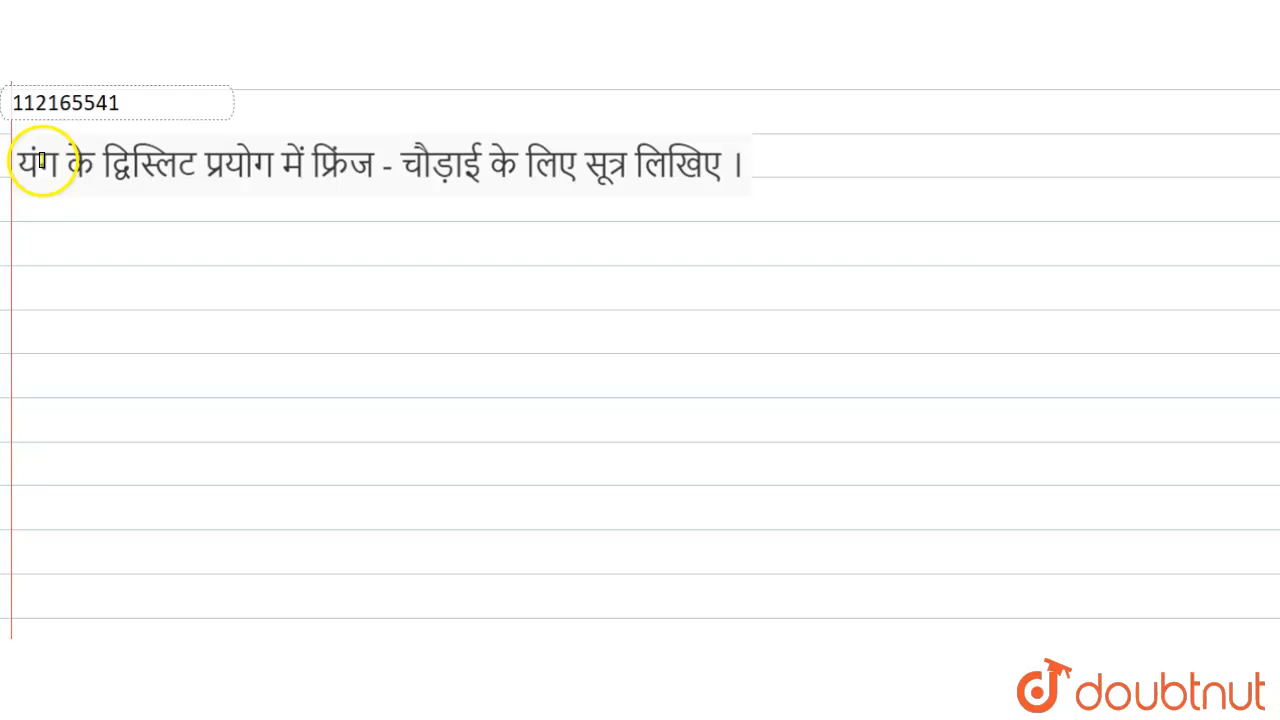 112165541
यंग के द्विस्लिट प्रयोग में फ्रिंज - चौड़ाई के लिए सूत्र लिखिए ।
doubtnut